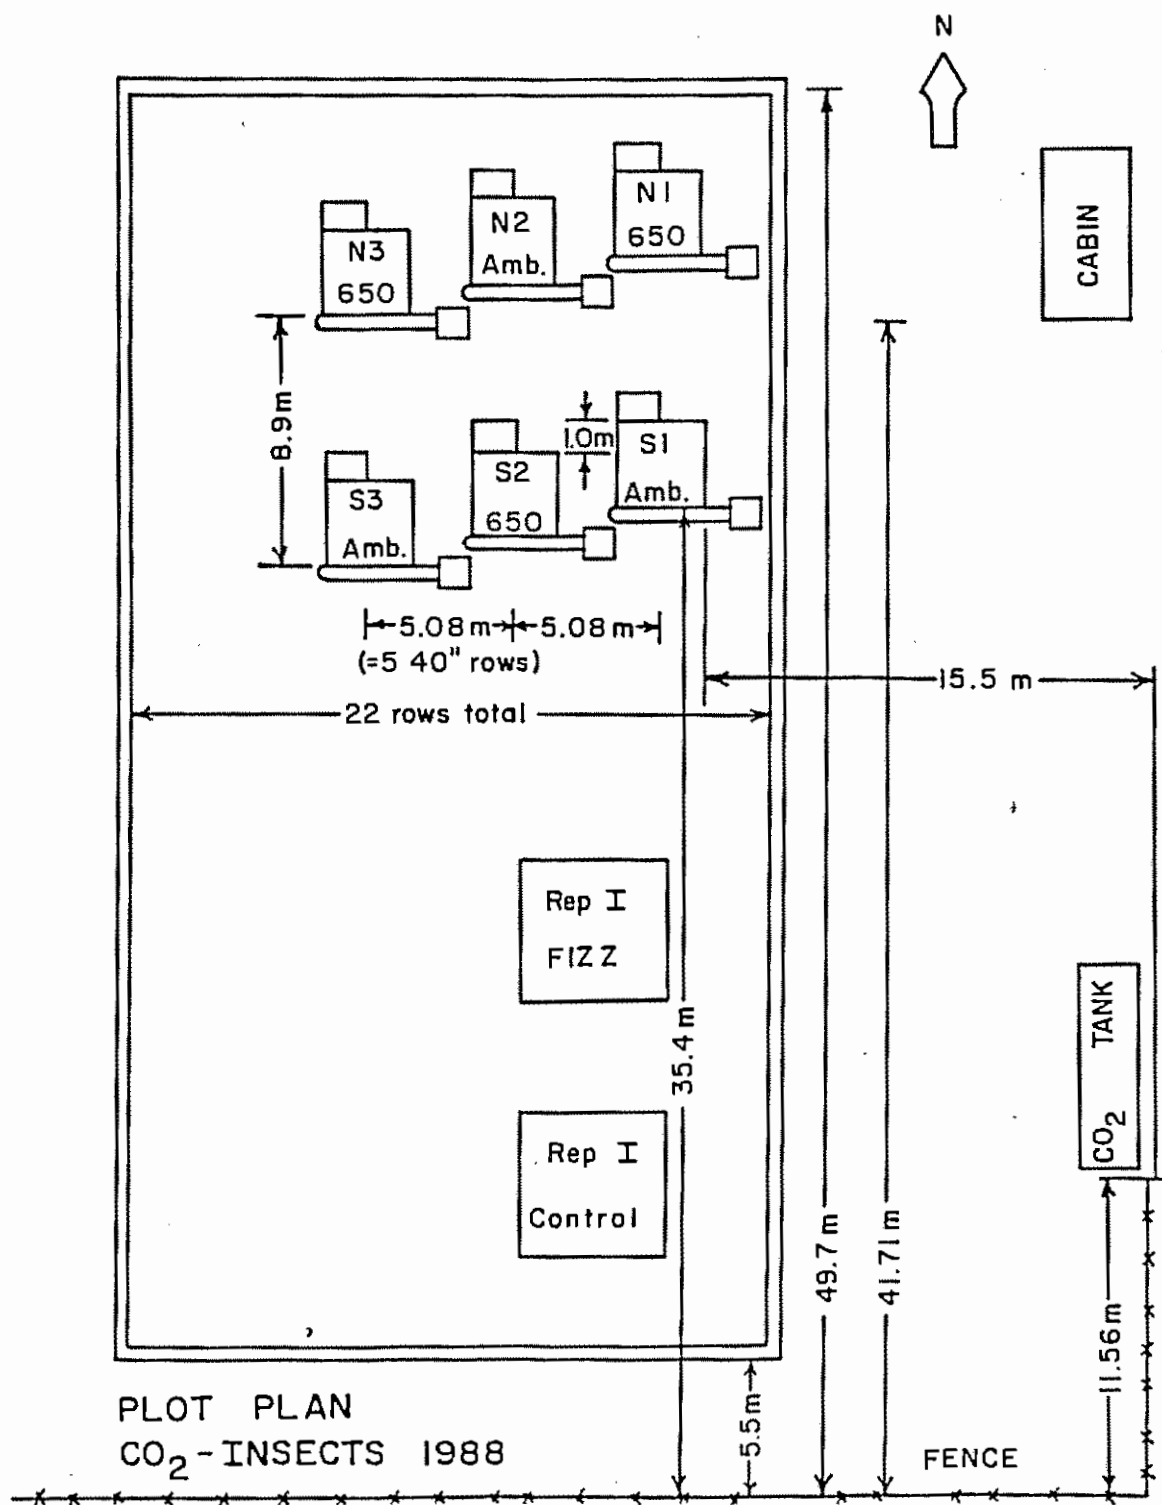 N
N1
650
N2
Amb.
N3
650
CABIN
8.9m
1.0m
S1
Amb.
S2
650
S3
Amb.
5.08m 5.08m
(=5 40" rows)
15.5 m
22 rows total
Rep I
FIZZ
35.4m
CO2 TANK
Rep I
Control
49.7m
41.71m
11.56m
5.5m
PLOT PLAN
CO2-INSECTS 1988
FENCE